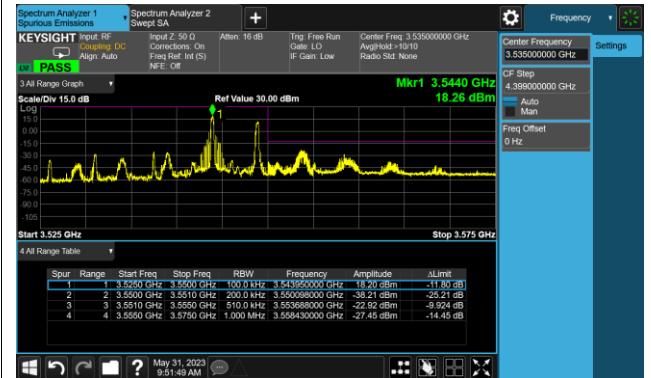 Spectrum Analyzer 1
Spurious Emissions
Spectrum Analyzer 2
Swept SA
Frequency
KEYSIGHT
Input: RF
Coupling: DC
Align: Auto
Input Z: 50 Ω
Corrections: On
Freq Ref: Int (S)
NFE: Off
Atten: 16 dB
Trig: Free Run
Gate: LO
IF Gain: Low
Center Freq: 3.535000000 GHz
Avg|Hold:>10/10
Radio Std: None
PASS
Center Frequency
3.535000000 GHz
Settings
CF Step
4.399000000 GHz
Auto
Man
Freq Offset
0 Hz
3 All Range Graph
Mkr1 3.5440 GHz
Scale/Div 15.0 dB
Ref Value 30.00 dBm
18.26 dBm
Log
1
15.0
0.00
-15.0
-30.0
-45.0
-60.0
-75.0
-90.0
-105
Start 3.525 GHz
Stop 3.575 GHz
4 All Range Table
Spur Range Start Freq Stop Freq RBW Frequency Amplitude ΔLimit
1 1 3.5250 GHz 3.5500 GHz 100.0 kHz 3.543950000 GHz 18.20 dBm -11.80 dB
2 2 3.5500 GHz 3.5510 GHz 200.0 kHz 3.550098000 GHz -38.21 dBm -25.21 dB
3 3 3.5510 GHz 3.5550 GHz 510.0 kHz 3.553688000 GHz -22.92 dBm -9.924 dB
4 4 3.5550 GHz 3.5750 GHz 1.000 MHz 3.558430000 GHz -27.45 dBm -14.45 dB
May 31, 2023
9:51:49 AM